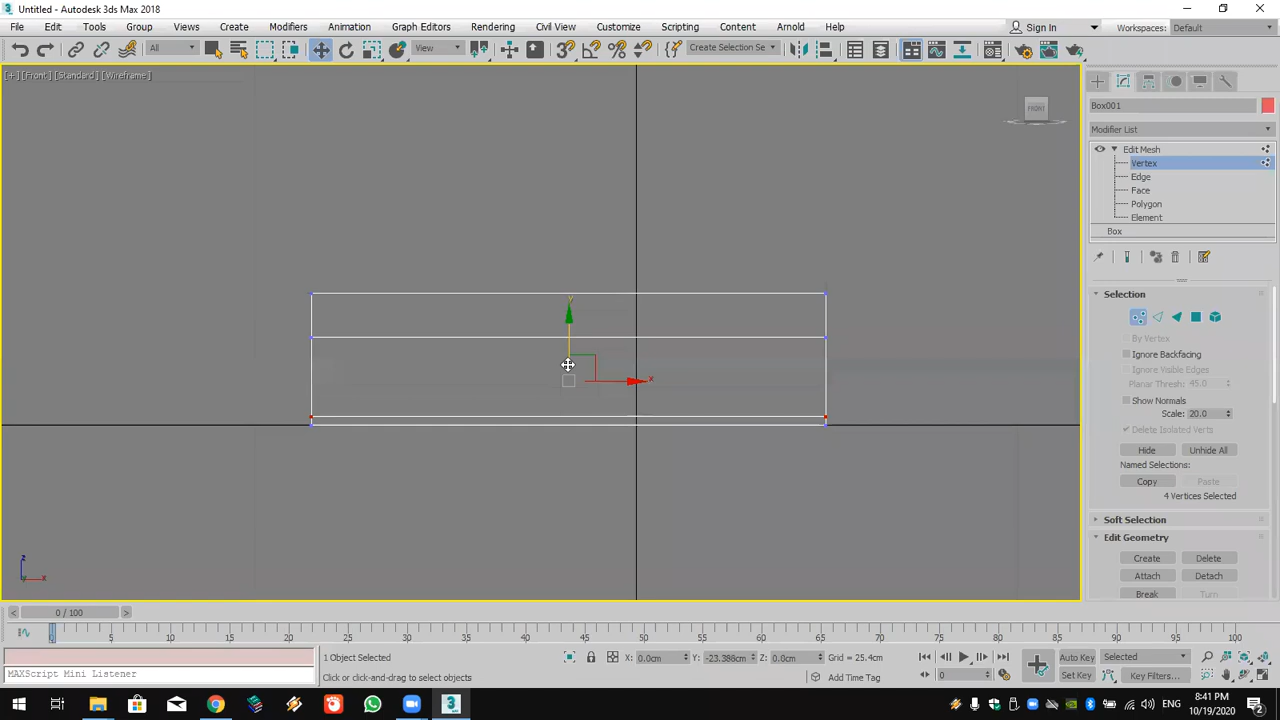 Untitled - Autodesk 3ds Max 2018
File Edit Tools Group Views Create Modifiers Animation Graph Editors Rendering Civil View Customize Scripting Content Arnold Help Sign In Workspaces: Default
All View Create Selection Se
[+] [Front] [Standard] [Wireframe]
FRONT
Box001
Modifier List
Edit Mesh
Vertex
Edge
Face
Polygon
Element
Box
Selection
By Vertex
Ignore Backfacing
Ignore Visible Edges
Planar Thresh: 45.0
Show Normals
Scale: 20.0
Delete Isolated Verts
Hide Unhide All
Named Selections:
Copy Paste
4 Vertices Selected
Soft Selection
Edit Geometry
Create Delete
Attach Detach
Break Turn
y
x
z
x
0 / 100
0 5 10 15 20 25 30 35 40 45 50 55 60 65 70 75 80 85 90 95 100
1 Object Selected
X: 0.0cm Y: -23.388cm Z: 0.0cm Grid = 25.4cm
Auto Key Selected
MAXScript Mini Listener
Click or click-and-drag to select objects
Add Time Tag
0
Set Key Key Filters...
3
ENG
8:41 PM
10/19/2020